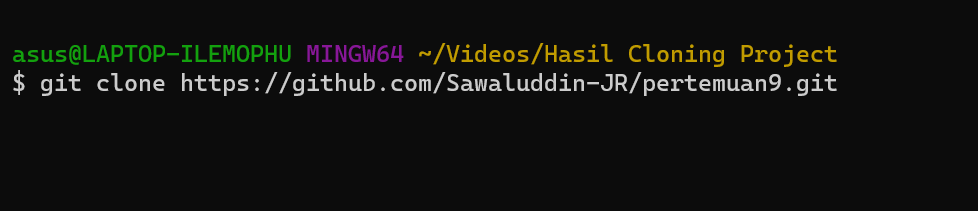 asus@LAPTOP-ILEMOPHU MINGW64 ~/Videos/Hasil Cloning Project
$ git clone https://github.com/Sawaluddin-JR/pertemuan9.git